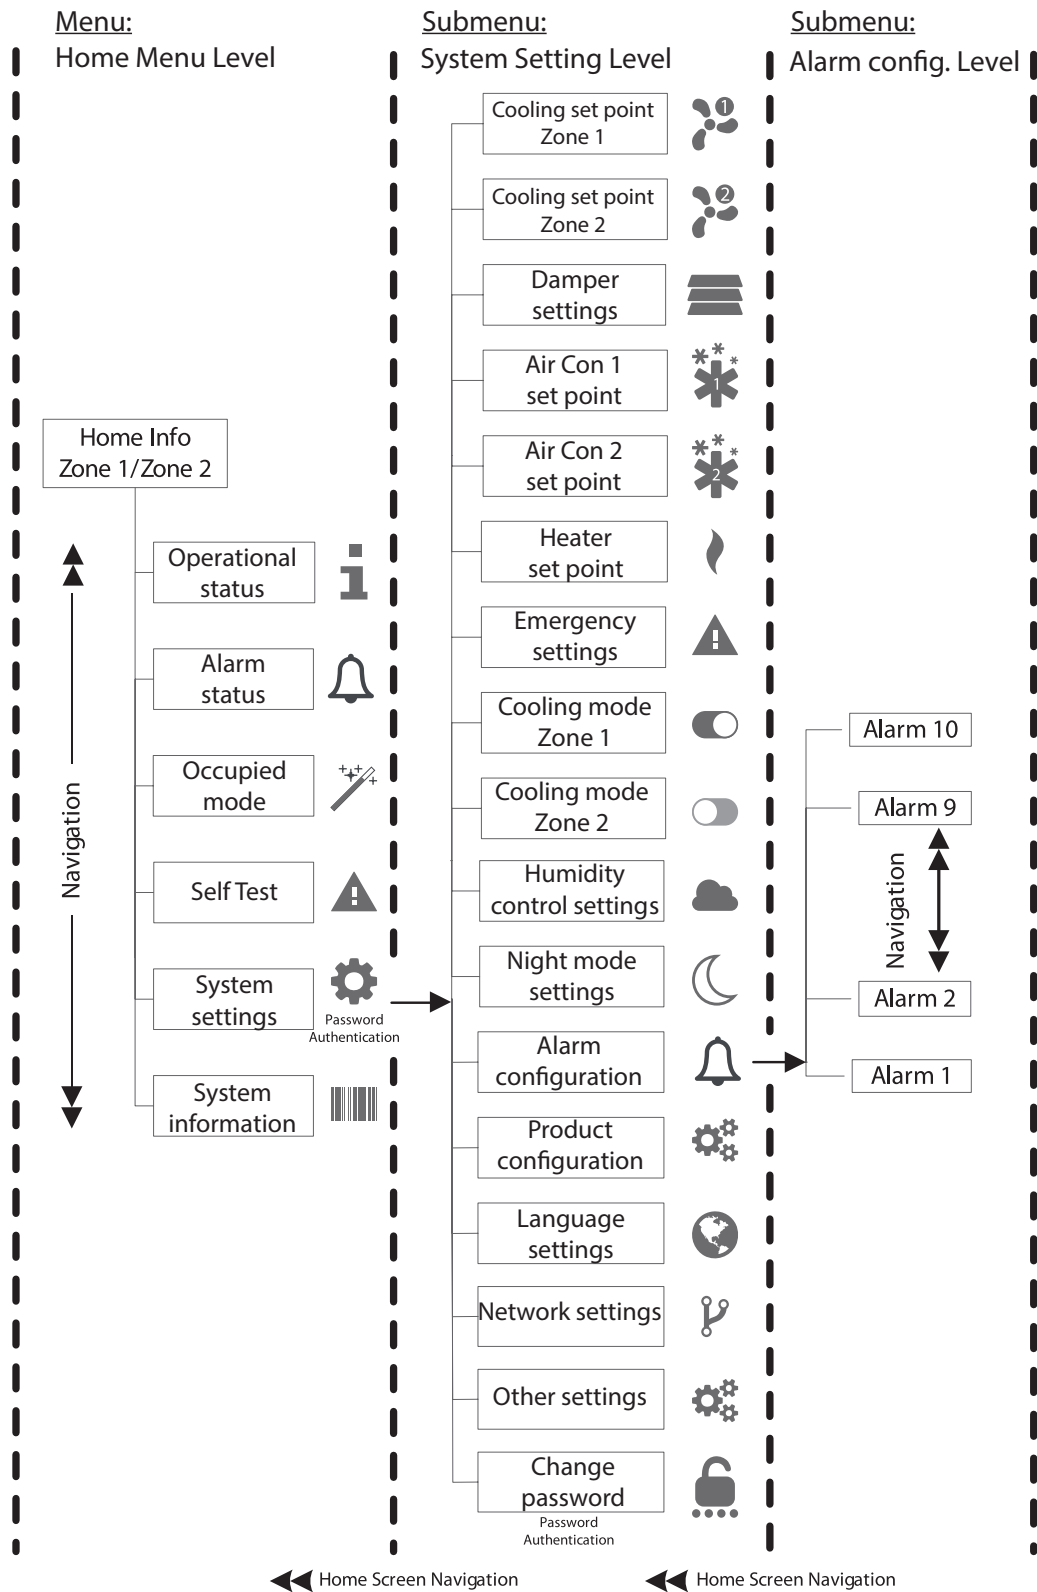 Menu:
Home Menu Level
Submenu:
System Setting Level
Submenu:
Alarm config. Level
Home Info
Zone 1/Zone 2
Operational
status
Alarm
status
Occupied
mode
Self Test
System
settings
Password
Authentication
System
information
Navigation
Cooling set point
Zone 1
1
Cooling set point
Zone 2
2
Damper
settings
Air Con 1
set point
1
Air Con 2
set point
2
Heater
set point
Emergency
settings
Cooling mode
Zone 1
Cooling mode
Zone 2
Humidity
control settings
Night mode
settings
Alarm
configuration
Product
configuration
Language
settings
Network settings
Other settings
Change
password
Password
Authentication
Alarm 10
Alarm 9
Navigation
Alarm 2
Alarm 1
Home Screen Navigation
Home Screen Navigation